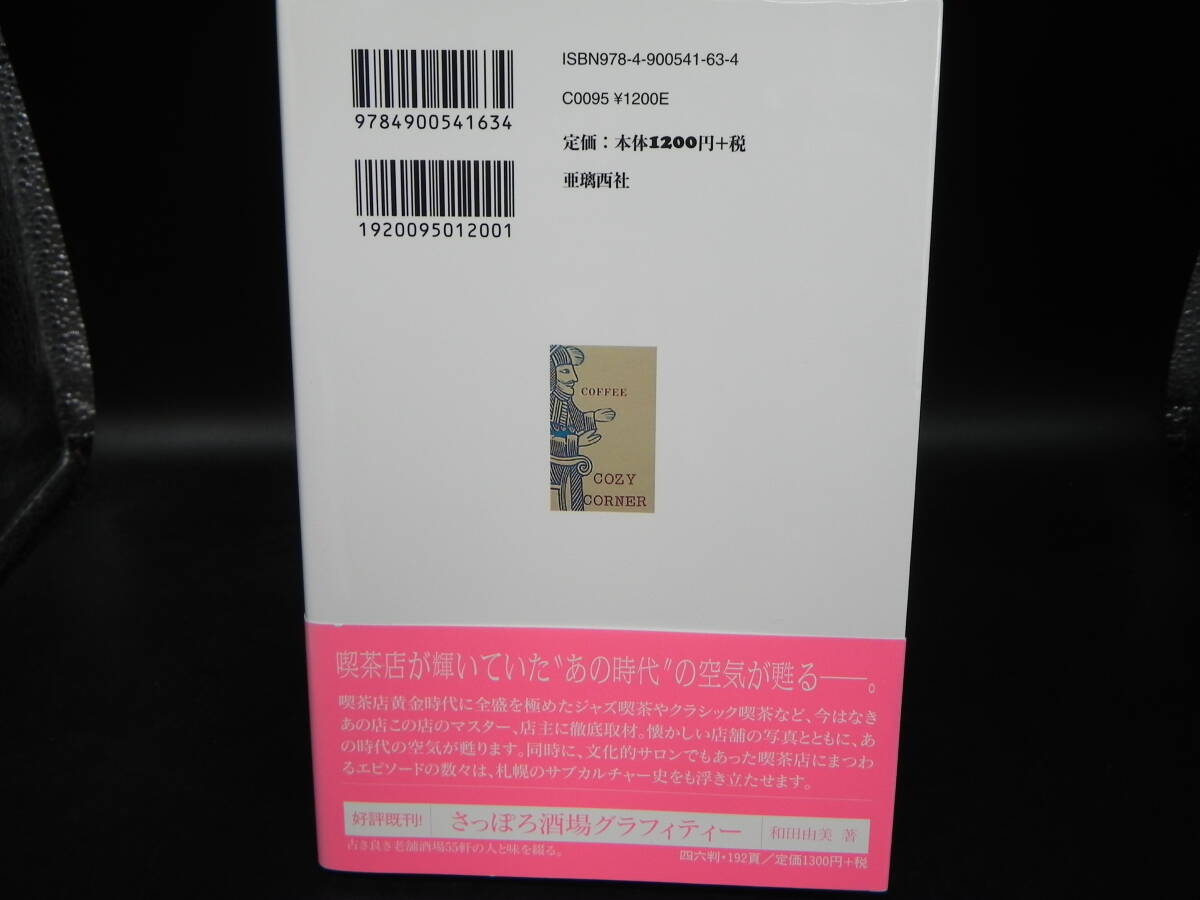 ISBN978-4-900541-63-4
C0095 ¥1200E
定価：本体1200円+税
亜璃西社
9784900541634
1920095012001
COFFEE
COZY
CORNER
喫茶店が輝いていた〝あの時代〟の空気が甦る――。
喫茶店黄金時代に全盛を極めたジャズ喫茶やクラシック喫茶など、今はなき
あの店この店のマスター、店主に徹底取材。懐かしい店舗の写真とともに、あ
の時代の空気が甦ります。同時に、文化的サロンでもあった喫茶店にまつわ
るエピソードの数々は、札幌のサブカルチャー史をも浮き立たせます。
好評既刊! さっぽろ酒場グラフィティー 和田由美 著
古き良き老舗酒場55軒の人と味を綴る。 四六判・192頁／定価1300円+税